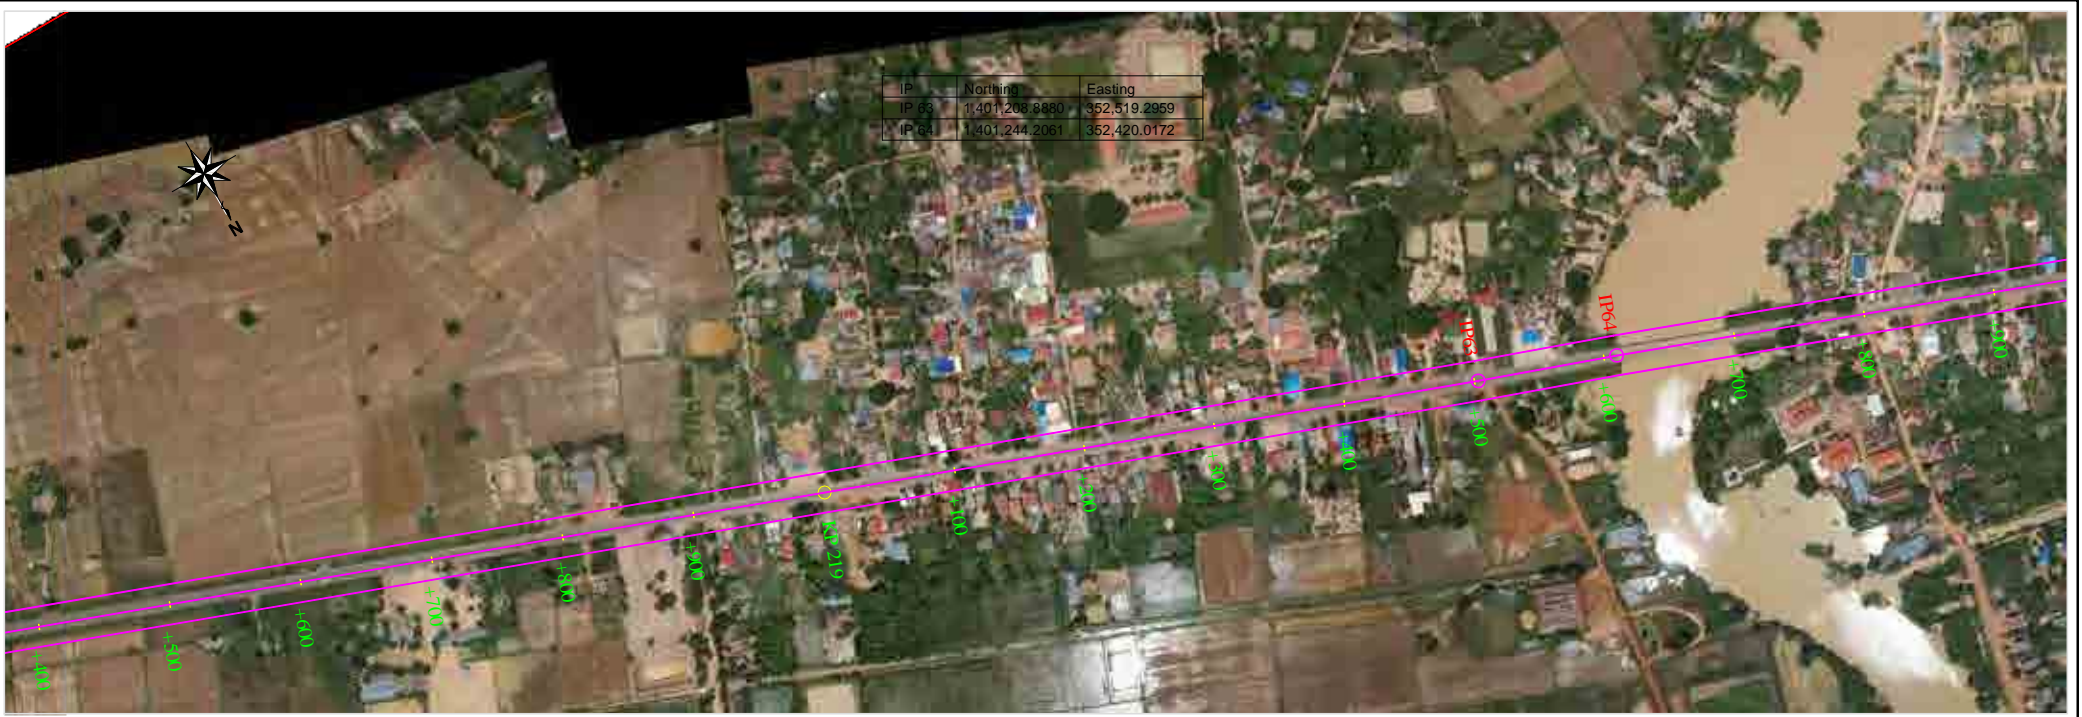 IP Northing Easting
IP 63 1,401,208.8880 352,519.2959
IP 64 1,401,244.2061 352,420.0172
N
IP64
IP63
+400
+500
+600
+700
+800
+900
KP 219
+100
+200
+300
+400
+500
+600
+700
+800
+900